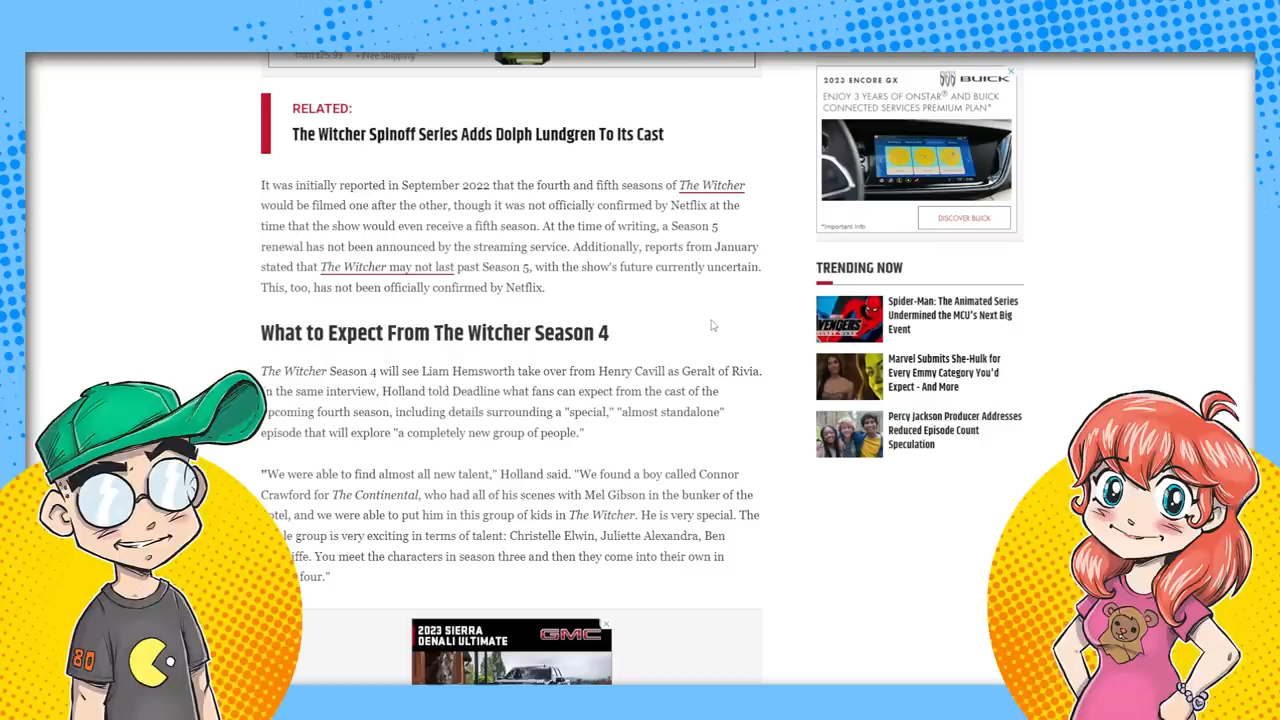 from $25.99 • Free Shipping
RELATED:
The Witcher Spinoff Series Adds Dolph Lundgren To Its Cast
It was initially reported in September 2022 that the fourth and fifth seasons of The Witcher
would be filmed one after the other, though it was not officially confirmed by Netflix at the
time that the show would even receive a fifth season. At the time of writing, a Season 5
renewal has not been announced by the streaming service. Additionally, reports from January
stated that The Witcher may not last past Season 5, with the show's future currently uncertain.
This, too, has not been officially confirmed by Netflix.
What to Expect From The Witcher Season 4
The Witcher Season 4 will see Liam Hemsworth take over from Henry Cavill as Geralt of Rivia.
n the same interview, Holland told Deadline what fans can expect from the cast of the
pcoming fourth season, including details surrounding a "special," "almost standalone"
episode that will explore "a completely new group of people."
"We were able to find almost all new talent," Holland said. "We found a boy called Connor
Crawford for The Continental, who had all of his scenes with Mel Gibson in the bunker of the
otel, and we were able to put him in this group of kids in The Witcher. He is very special. The
le group is very exciting in terms of talent: Christelle Elwin, Juliette Alexandra, Ben
iffe. You meet the characters in season three and then they come into their own in
four."
2023 SIERRA
DENALI ULTIMATE
GMC
2023 ENCORE GX
BUICK
ENJOY 3 YEARS OF ONSTAR® AND BUICK
CONNECTED SERVICES PREMIUM PLAN*
*Important Info
DISCOVER BUICK
TRENDING NOW
Spider-Man: The Animated Series
Undermined the MCU's Next Big
Event
Marvel Submits She-Hulk for
Every Emmy Category You'd
Expect - And More
Percy Jackson Producer Addresses
Reduced Episode Count
Speculation
80